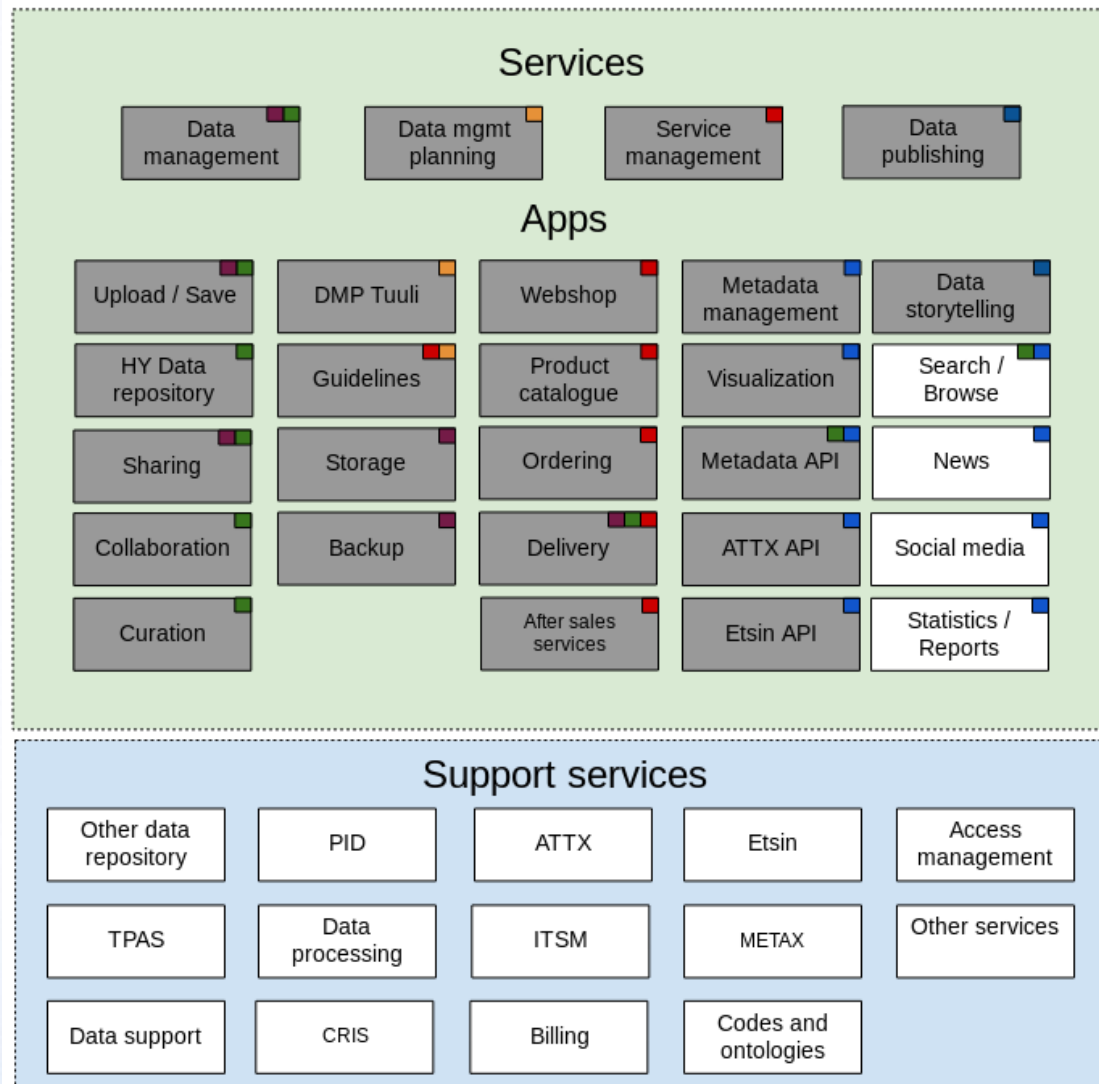 Services
Data
management
Data mgmt
planning
Service
management
Data
publishing
Apps
Upload / Save
DMP Tuuli
Webshop
Metadata
management
Data
storytelling
HY Data
repository
Guidelines
Product
catalogue
Visualization
Search /
Browse
Sharing
Storage
Ordering
Metadata API
News
Collaboration
Backup
Delivery
ATTX API
Social media
Curation
After sales
services
Etsin API
Statistics /
Reports
Support services
Other data
repository
PID
ATTX
Etsin
Access
management
TPAS
Data
processing
ITSM
METAX
Other services
Data support
CRIS
Billing
Codes and
ontologies